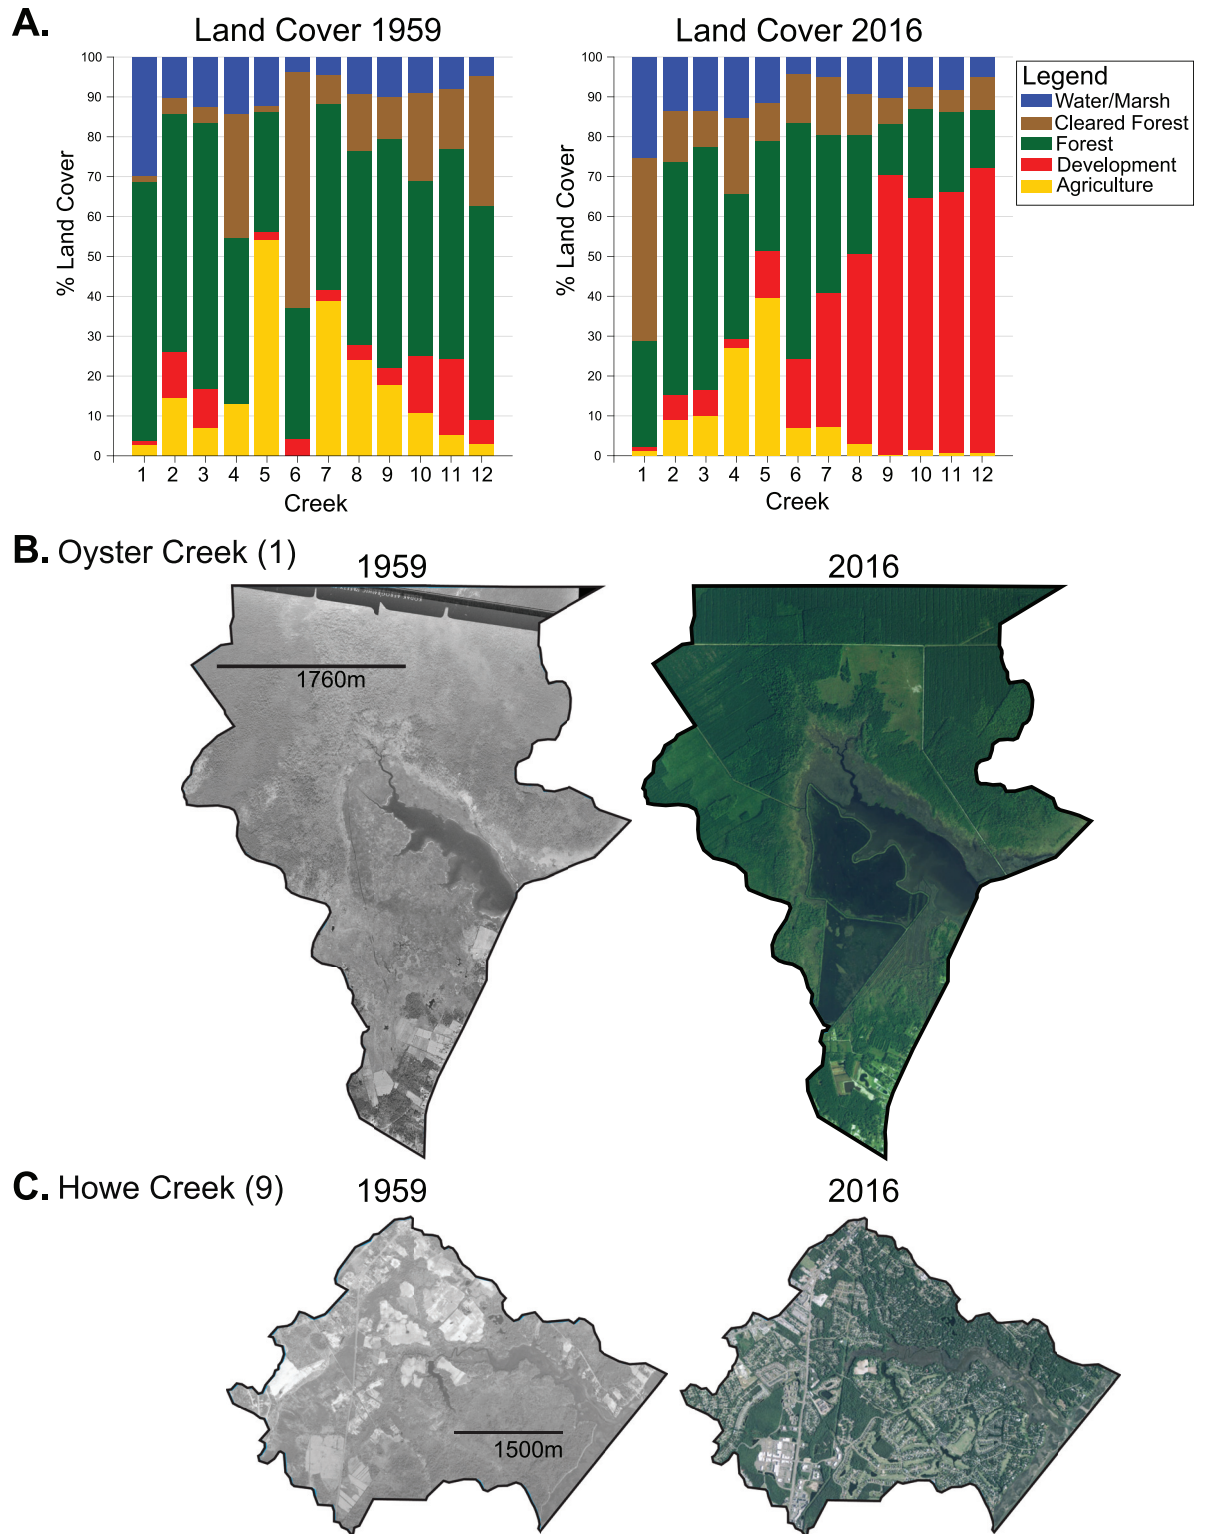 A.
Land Cover 1959
Land Cover 2016
100
90
80
70
60
50
40
30
20
10
0
% Land Cover
1 2 3 4 5 6 7 8 9 10 11 12
Creek
100
90
80
70
60
50
40
30
20
10
0
% Land Cover
1 2 3 4 5 6 7 8 9 10 11 12
Creek
Legend
Water/Marsh
Cleared Forest
Forest
Development
Agriculture
B. Oyster Creek (1)
1959
2016
1760m
C. Howe Creek (9)
1959
2016
1500m